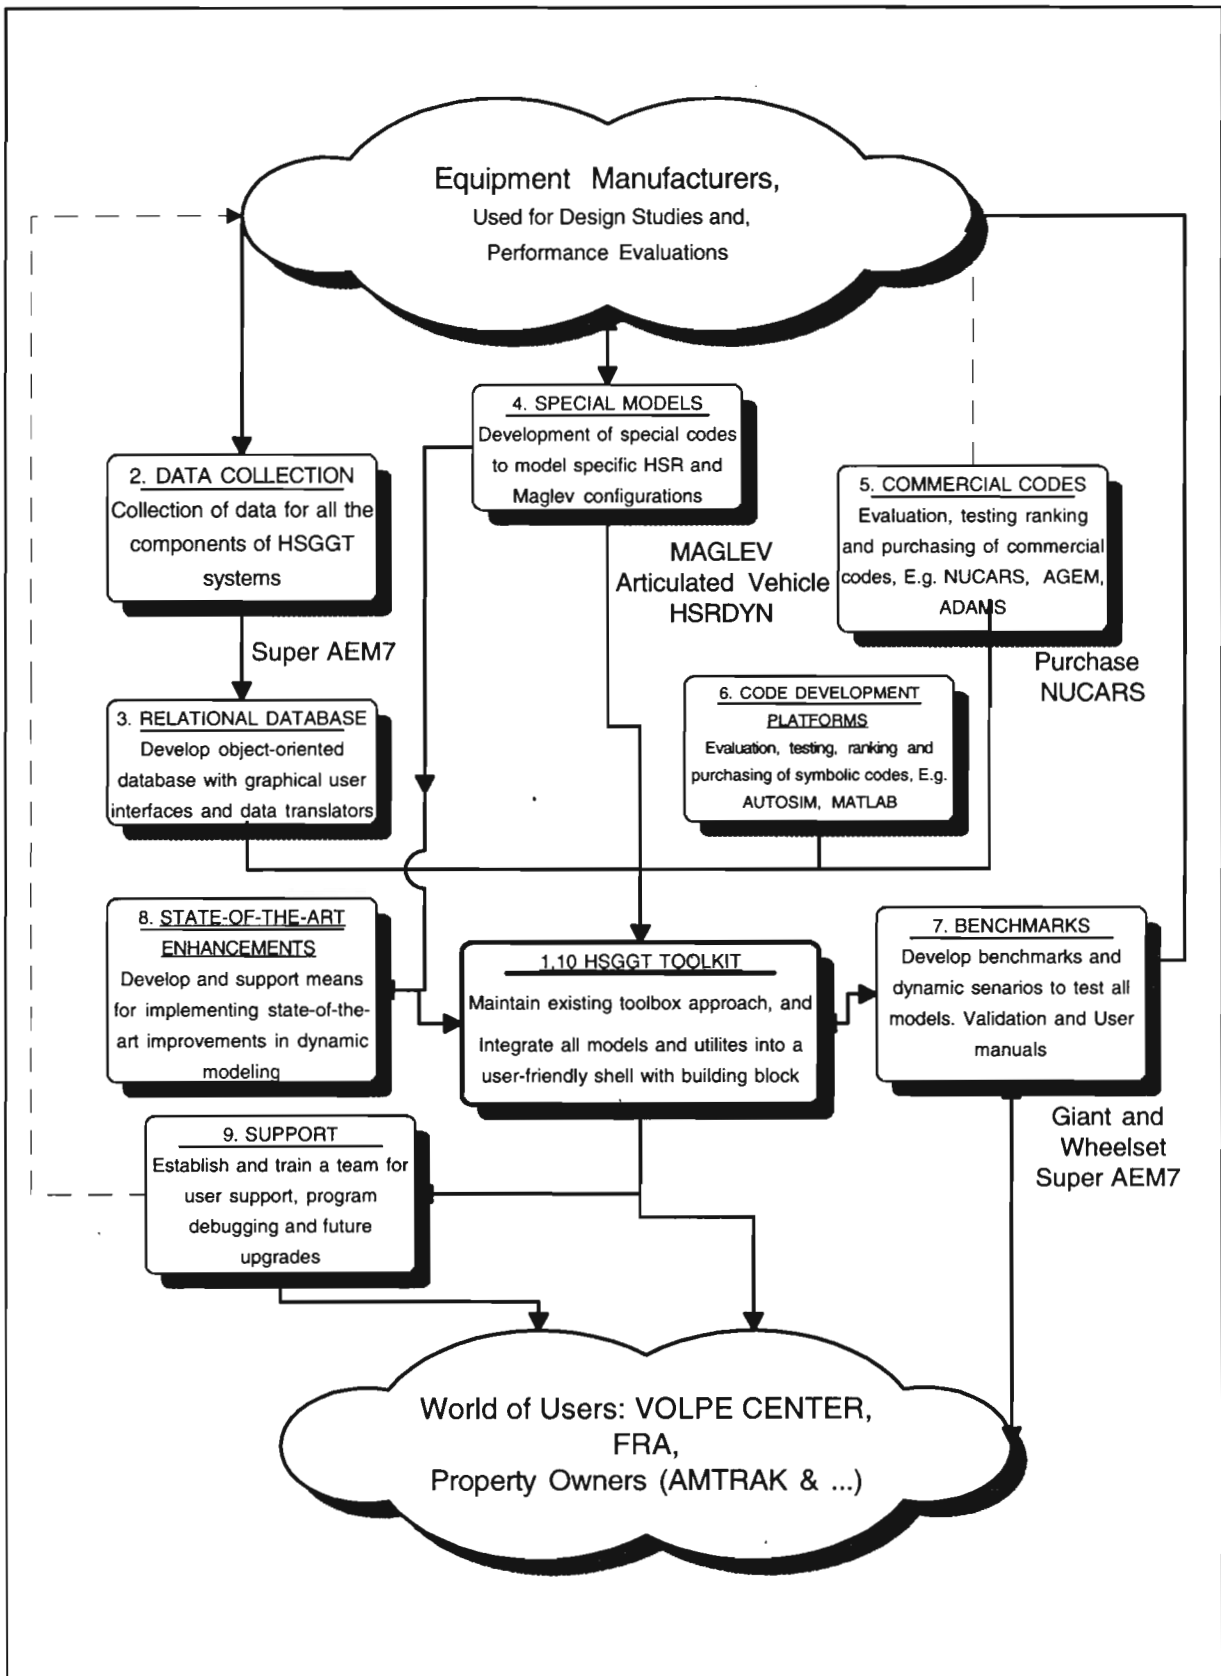 Equipment Manufacturers,
Used for Design Studies and,
Performance Evaluations
4. SPECIAL MODELS
Development of special codes
to model specific HSR and
Maglev configurations
2. DATA COLLECTION
Collection of data for all the
components of HSGGT
systems
5. COMMERCIAL CODES
Evaluation, testing ranking
and purchasing of commercial
codes, E.g. NUCARS, AGEM,
ADAMS
MAGLEV
Articulated Vehicle
HSRDYN
Super AEM7
Purchase
NUCARS
3. RELATIONAL DATABASE
Develop object-oriented
database with graphical user
interfaces and data translators
6. CODE DEVELOPMENT
PLATFORMS
Evaluation, testing, ranking and
purchasing of symbolic codes, E.g.
AUTOSIM, MATLAB
8. STATE-OF-THE-ART
ENHANCEMENTS
Develop and support means
for implementing state-of-the-
art improvements in dynamic
modeling
1,10 HSGGT TOOLKIT
Maintain existing toolbox approach, and
Integrate all models and utilites into a
user-friendly shell with building block
7. BENCHMARKS
Develop benchmarks and
dynamic senarios to test all
models. Validation and User
manuals
Giant and
Wheelset
Super AEM7
9. SUPPORT
Establish and train a team for
user support, program
debugging and future
upgrades
World of Users: VOLPE CENTER,
FRA,
Property Owners (AMTRAK & ...)